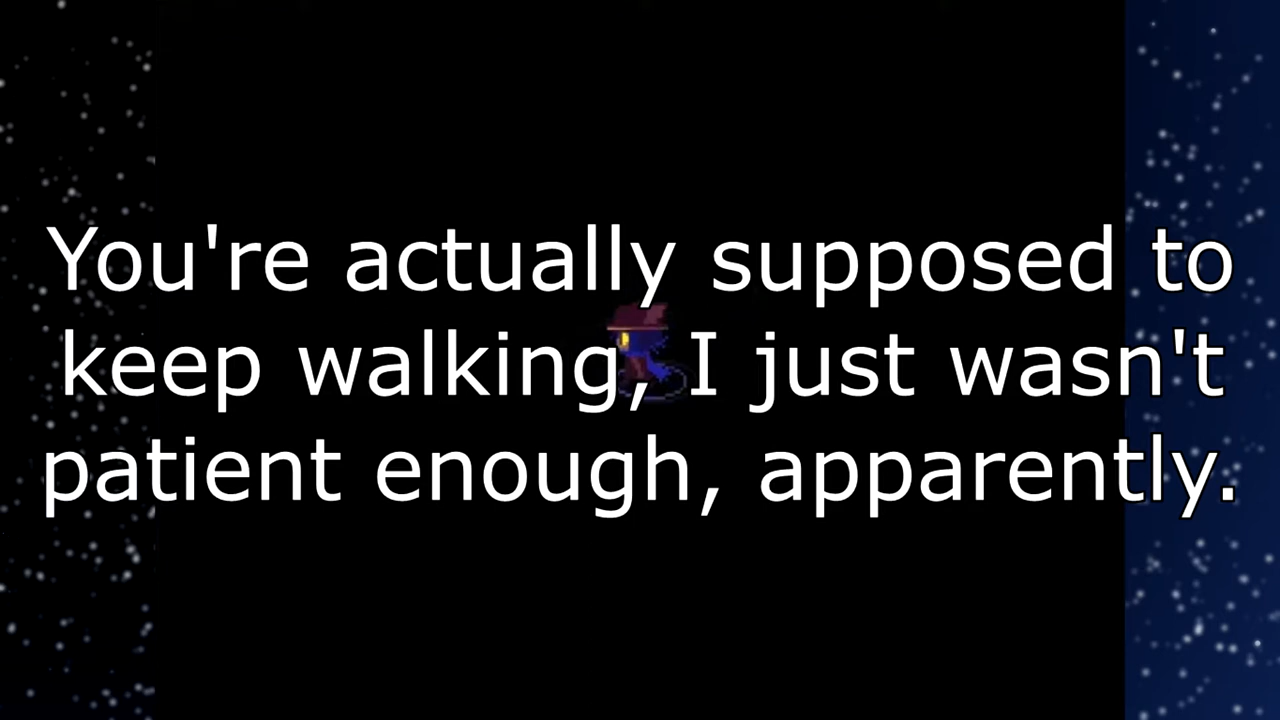 You're actually supposed to
keep walking, I just wasn't
patient enough, apparently.